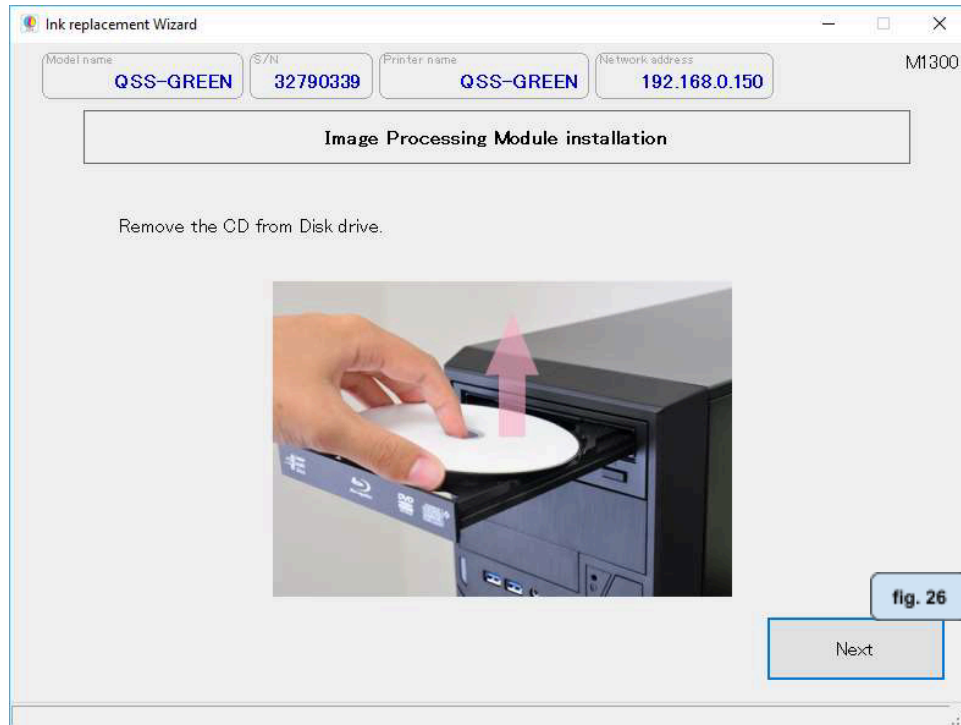 Ink replacement Wizard
Model name
QSS-GREEN
S/N
32790339
Printer name
QSS-GREEN
Network address
192.168.0.150
M1300
Image Processing Module installation
Remove the CD from Disk drive.
fig. 26
Next